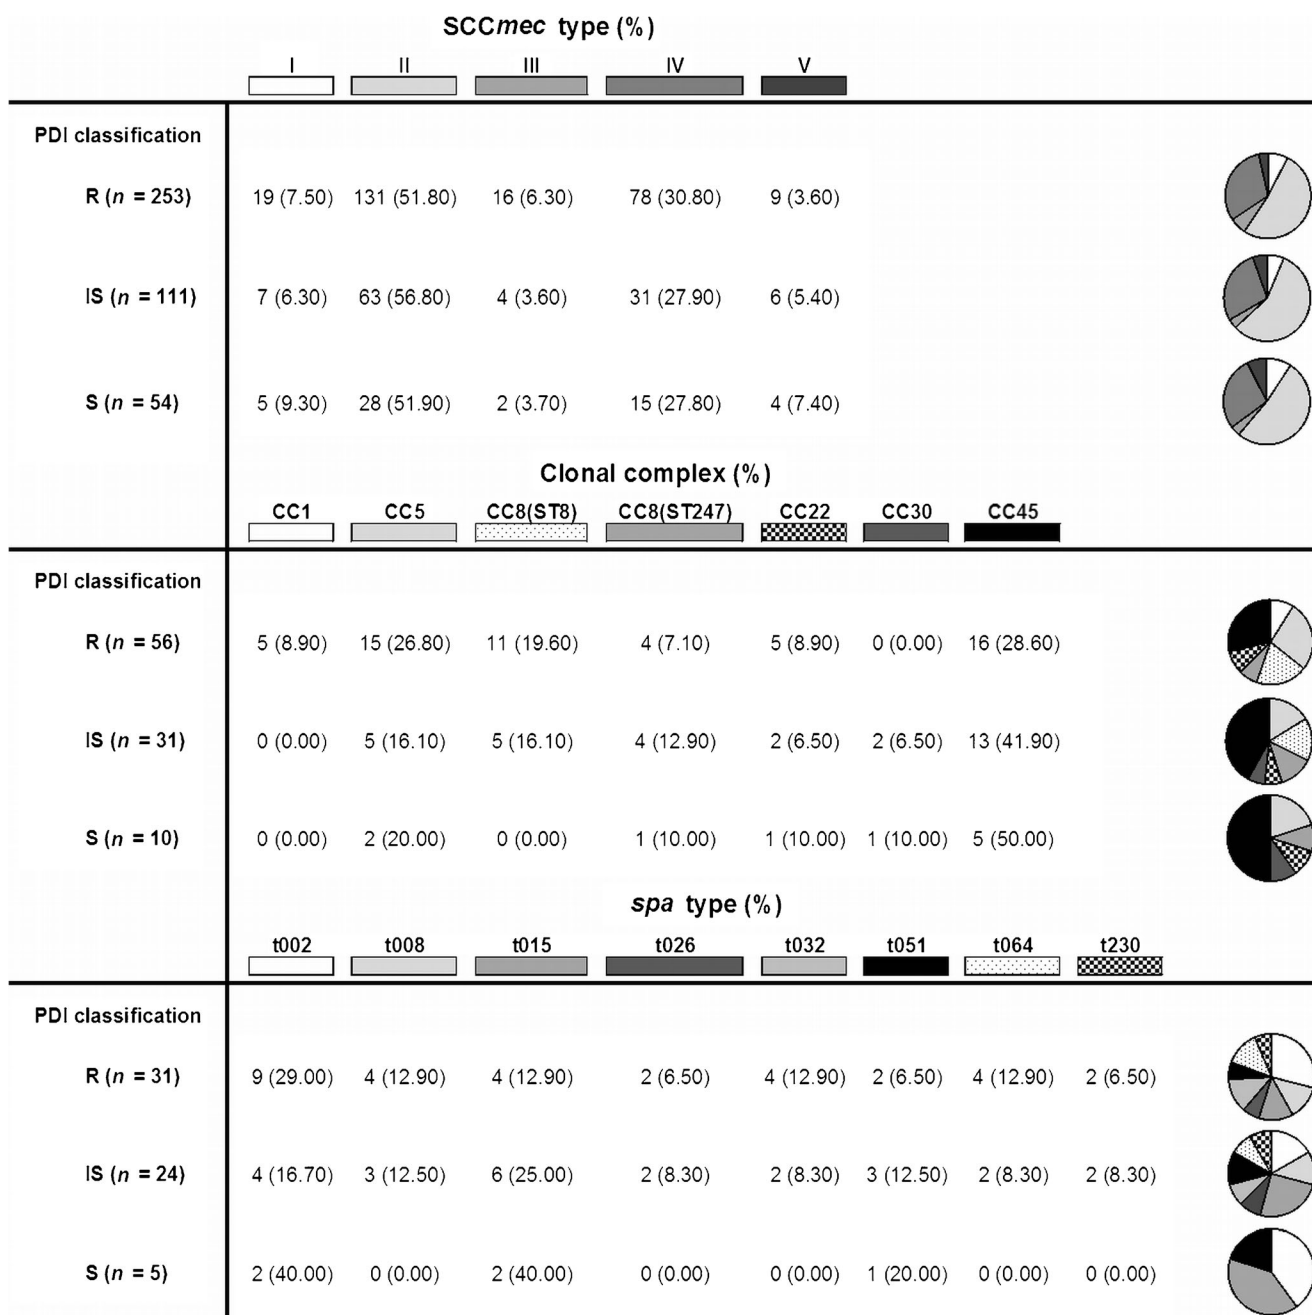 SCCmec type (%)
I II III IV V
PDI classification
R (n = 253) 19 (7.50) 131 (51.80) 16 (6.30) 78 (30.80) 9 (3.60)
IS (n = 111) 7 (6.30) 63 (56.80) 4 (3.60) 31 (27.90) 6 (5.40)
S (n = 54) 5 (9.30) 28 (51.90) 2 (3.70) 15 (27.80) 4 (7.40)
Clonal complex (%)
CC1 CC5 CC8(ST8) CC8(ST247) CC22 CC30 CC45
PDI classification
R (n = 56) 5 (8.90) 15 (26.80) 11 (19.60) 4 (7.10) 5 (8.90) 0 (0.00) 16 (28.60)
IS (n = 31) 0 (0.00) 5 (16.10) 5 (16.10) 4 (12.90) 2 (6.50) 2 (6.50) 13 (41.90)
S (n = 10) 0 (0.00) 2 (20.00) 0 (0.00) 1 (10.00) 1 (10.00) 1 (10.00) 5 (50.00)
spa type (%)
t002 t008 t015 t026 t032 t051 t064 t230
PDI classification
R (n = 31) 9 (29.00) 4 (12.90) 4 (12.90) 2 (6.50) 4 (12.90) 2 (6.50) 4 (12.90) 2 (6.50)
IS (n = 24) 4 (16.70) 3 (12.50) 6 (25.00) 2 (8.30) 2 (8.30) 3 (12.50) 2 (8.30) 2 (8.30)
S (n = 5) 2 (40.00) 0 (0.00) 2 (40.00) 0 (0.00) 0 (0.00) 1 (20.00) 0 (0.00) 0 (0.00)